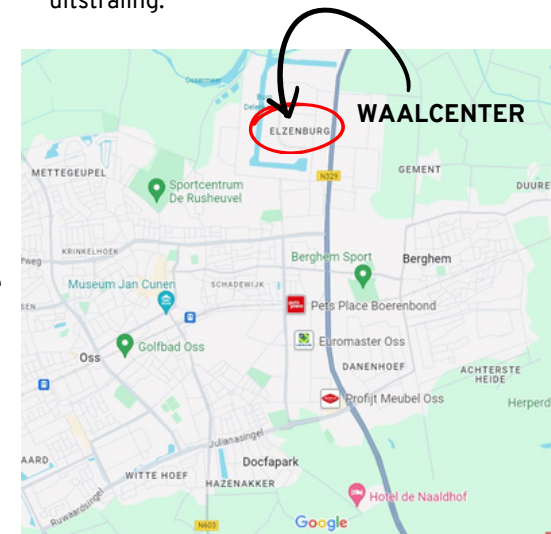 uitstraling.
WAALCENTER
Ossermeer
ELZENBURG
METTEGEUPEL
N329
GEMENT
Sportcentrum
De Rusheuvel
DUURE
KRINKELHOEK
Berghem Sport
Berghem
Museum Jan Cunen
SCHADEWIJK
Pets Place Boerenbond
Golfbad Oss
Euromaster Oss
Oss
DANENHOEF
ACHTERSTE
HEIDE
Profijt Meubel Oss
Herperd
Julianasingel
AARD
Docfapark
WITTE HOEF
HAZENAKKER
Hotel de Naaldhof
Ruwaardsingel
N603
Google